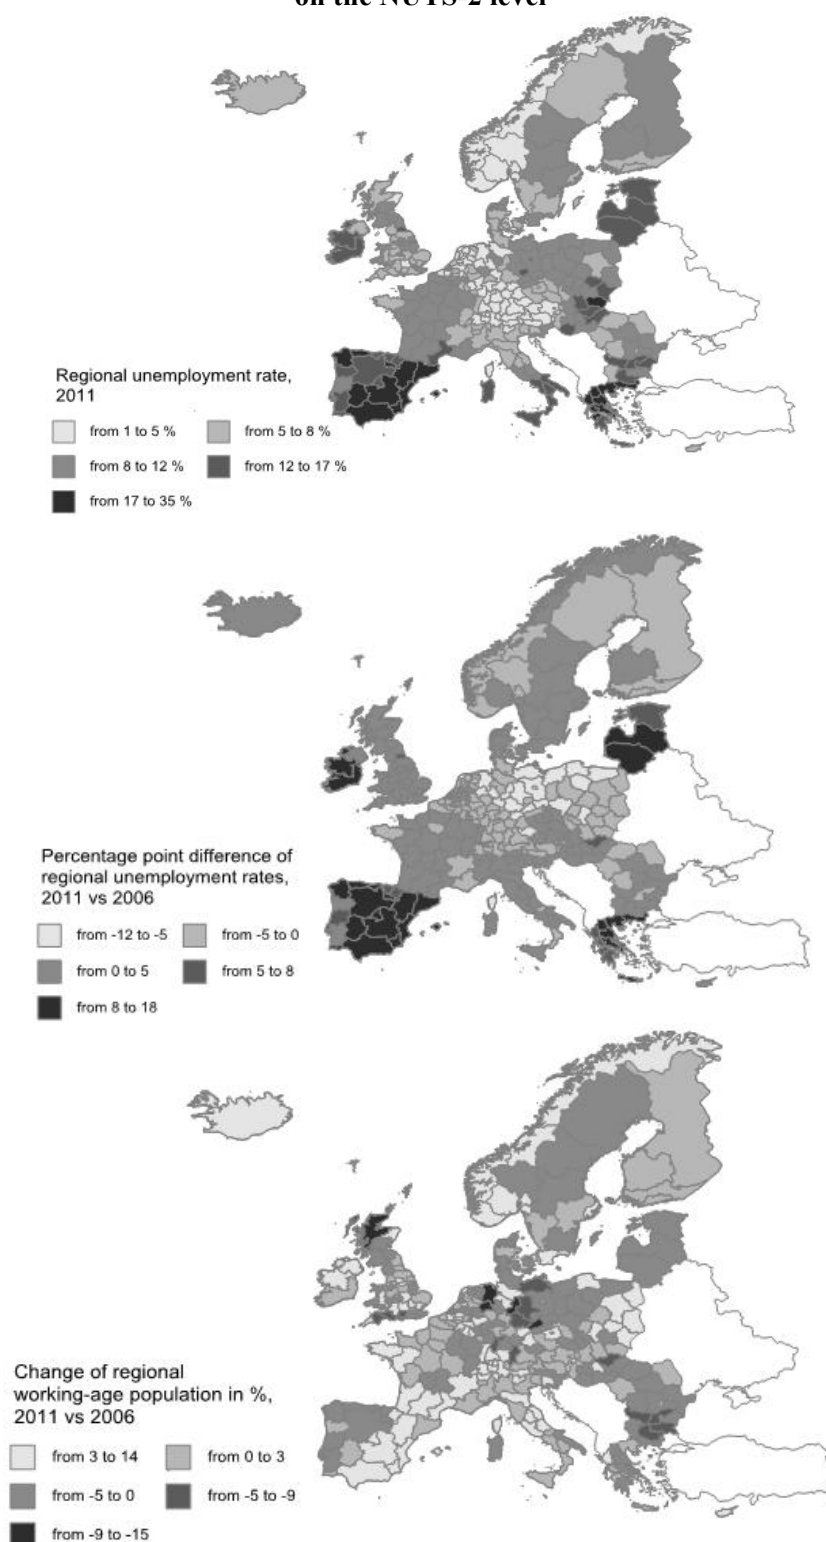 on the NUTS-2 level
Regional unemployment rate,
2011
from 1 to 5 %
from 5 to 8 %
from 8 to 12 %
from 12 to 17 %
from 17 to 35 %
Percentage point difference of
regional unemployment rates,
2011 vs 2006
from -12 to -5
from -5 to 0
from 0 to 5
from 5 to 8
from 8 to 18
Change of regional
working-age population in %,
2011 vs 2006
from 3 to 14
from 0 to 3
from -5 to 0
from -5 to -9
from -9 to -15